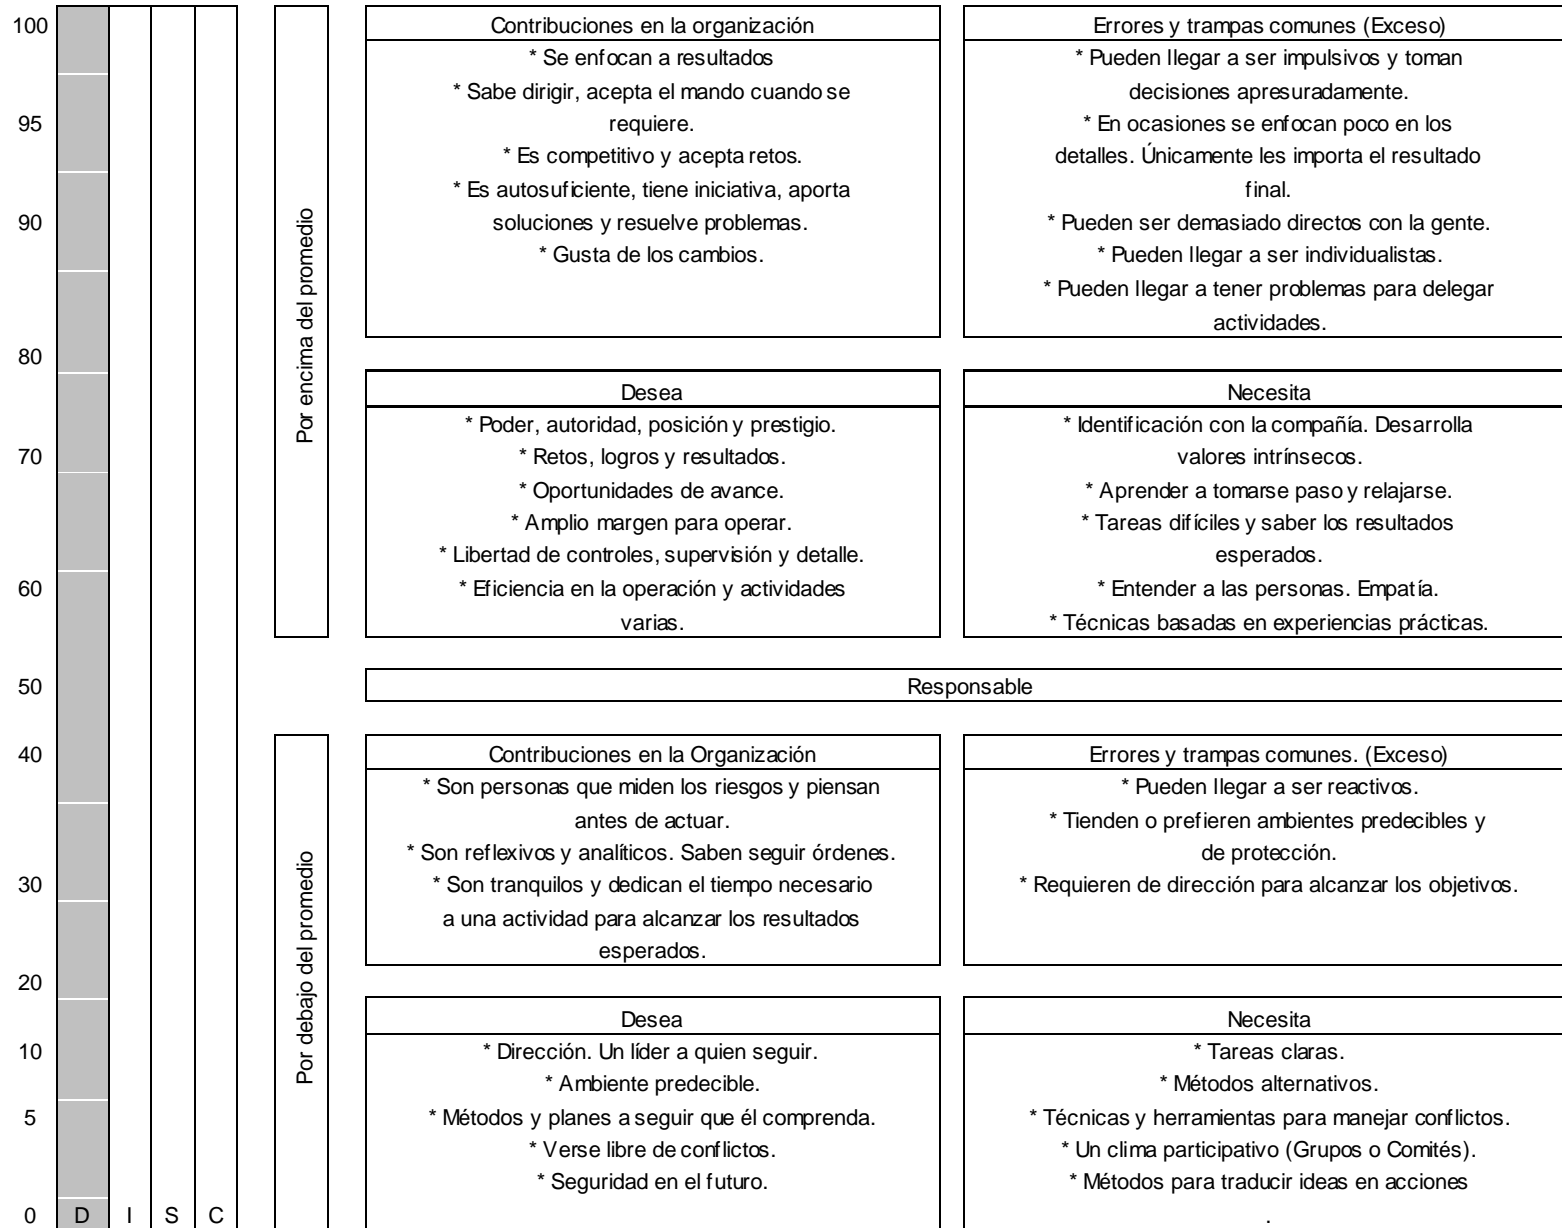 100
95
90
80
70
60
50
40
30
20
10
5
0
D I S C
Por encima del promedio
Contribuciones en la organización
* Se enfocan a resultados
* Sabe dirigir, acepta el mando cuando se
requiere.
* Es competitivo y acepta retos.
* Es autosuficiente, tiene iniciativa, aporta
soluciones y resuelve problemas.
* Gusta de los cambios.
Errores y trampas comunes (Exceso)
* Pueden llegar a ser impulsivos y toman
decisiones apresuradamente.
* En ocasiones se enfocan poco en los
detalles. Únicamente les importa el resultado
final.
* Pueden ser demasiado directos con la gente.
* Pueden llegar a ser individualistas.
* Pueden llegar a tener problemas para delegar
actividades.
Desea
* Poder, autoridad, posición y prestigio.
* Retos, logros y resultados.
* Oportunidades de avance.
* Amplio margen para operar.
* Libertad de controles, supervisión y detalle.
* Eficiencia en la operación y actividades
varias.
Necesita
* Identificación con la compañía. Desarrolla
valores intrínsecos.
* Aprender a tomarse paso y relajarse.
* Tareas difíciles y saber los resultados
esperados.
* Entender a las personas. Empatía.
* Técnicas basadas en experiencias prácticas.
Responsable
Por debajo del promedio
Contribuciones en la Organización
* Son personas que miden los riesgos y piensan
antes de actuar.
* Son reflexivos y analíticos. Saben seguir órdenes.
* Son tranquilos y dedican el tiempo necesario
a una actividad para alcanzar los resultados
esperados.
Errores y trampas comunes. (Exceso)
* Pueden llegar a ser reactivos.
* Tienden o prefieren ambientes predecibles y
de protección.
* Requieren de dirección para alcanzar los objetivos.
Desea
* Dirección. Un líder a quien seguir.
* Ambiente predecible.
* Métodos y planes a seguir que él comprenda.
* Verse libre de conflictos.
* Seguridad en el futuro.
Necesita
* Tareas claras.
* Métodos alternativos.
* Técnicas y herramientas para manejar conflictos.
* Un clima participativo (Grupos o Comités).
* Métodos para traducir ideas en acciones
.